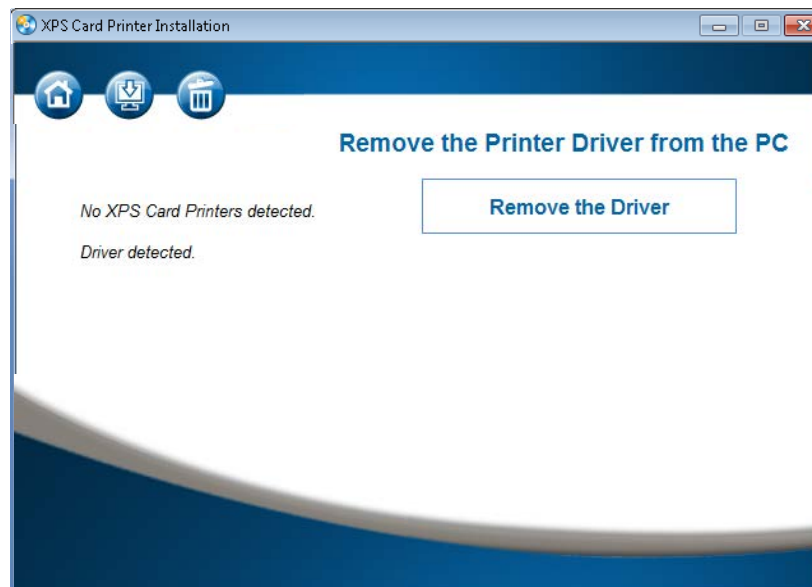 XPS Card Printer Installation
Remove the Printer Driver from the PC
No XPS Card Printers detected.
Remove the Driver
Driver detected.